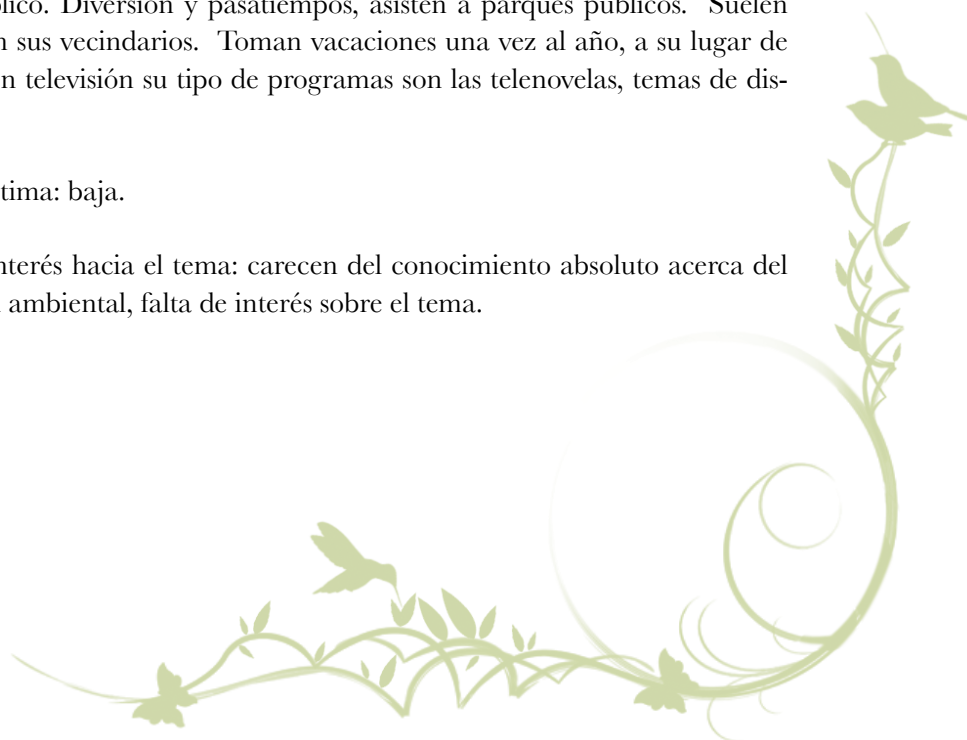 blico. Diversión y pasatiempos, asisten a parques públicos. Suelen
n sus vecindarios. Toman vacaciones una vez al año, a su lugar de
n televisión su tipo de programas son las telenovelas, temas de dis-
tima: baja.
nterés hacia el tema: carecen del conocimiento absoluto acerca del
ambiental, falta de interés sobre el tema.